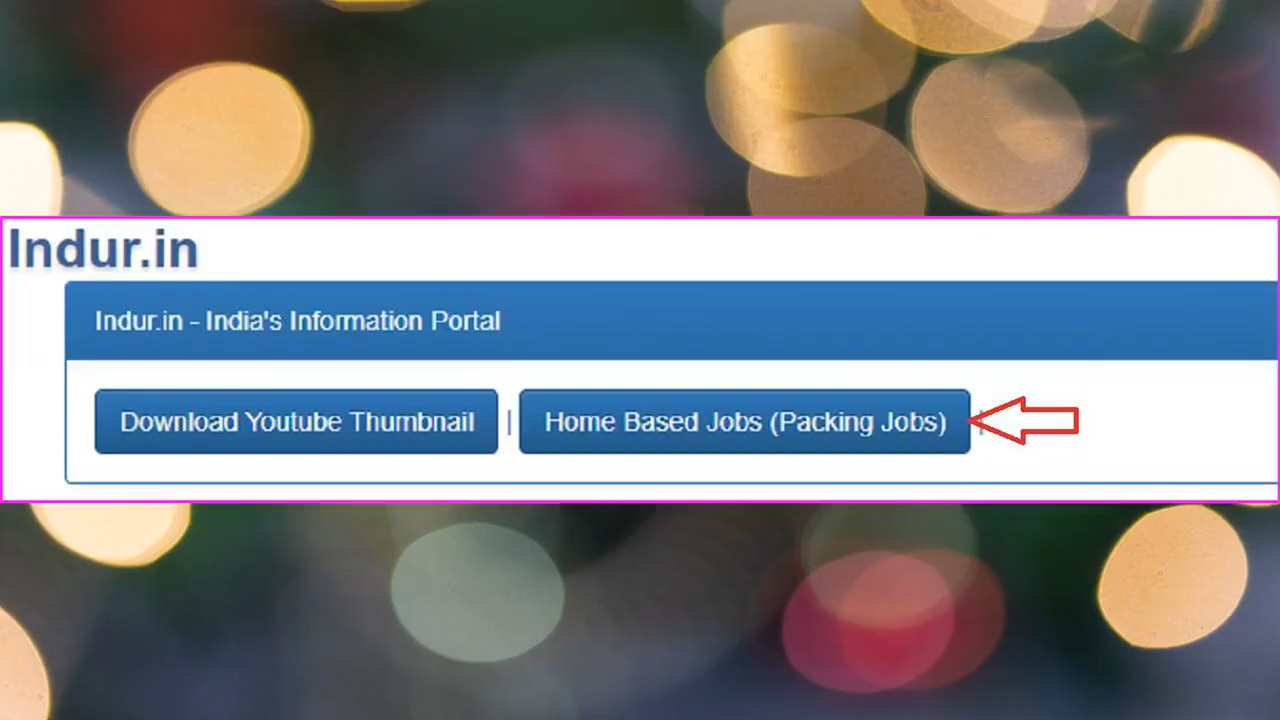 Indur.in
Indur.in - India's Information Portal
Download Youtube Thumbnail | Home Based Jobs (Packing Jobs) |